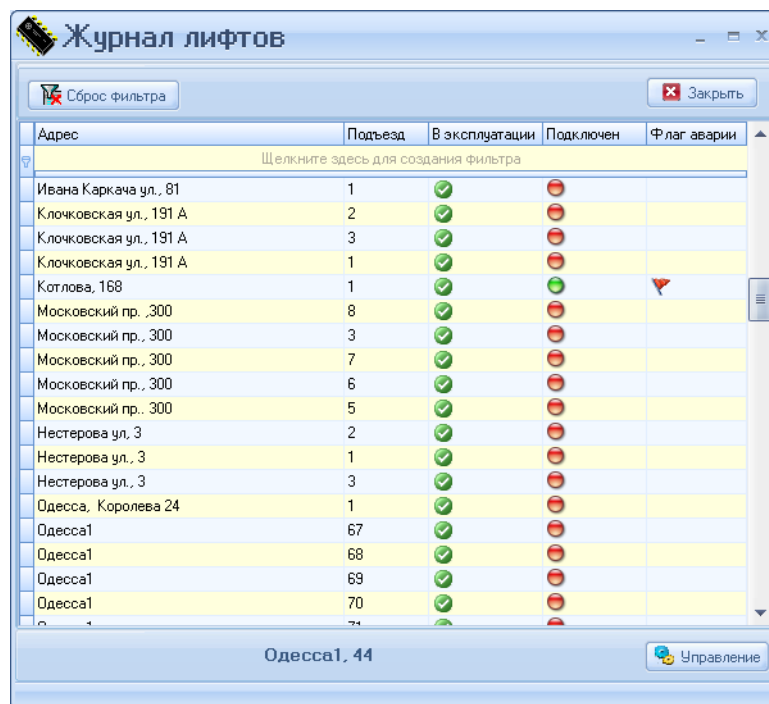 Журнал лифтов
Сброс фильтра Закрыть
Адрес Подъезд В эксплуатации Подключен Флаг аварии
Щелкните здесь для создания фильтра
Ивана Каркача ул., 81 1
Клочковская ул., 191 А 2
Клочковская ул., 191 А 3
Клочковская ул., 191 А 1
Котлова, 168 1
Московский пр. ,300 8
Московский пр., 300 3
Московский пр., 300 7
Московский пр., 300 6
Московский пр.. 300 5
Нестерова ул, 3 2
Нестерова ул., 3 1
Нестерова ул., 3 3
Одесса, Королева 24 1
Одесса1 67
Одесса1 68
Одесса1 69
Одесса1 70
Одесса1, 44 Управление